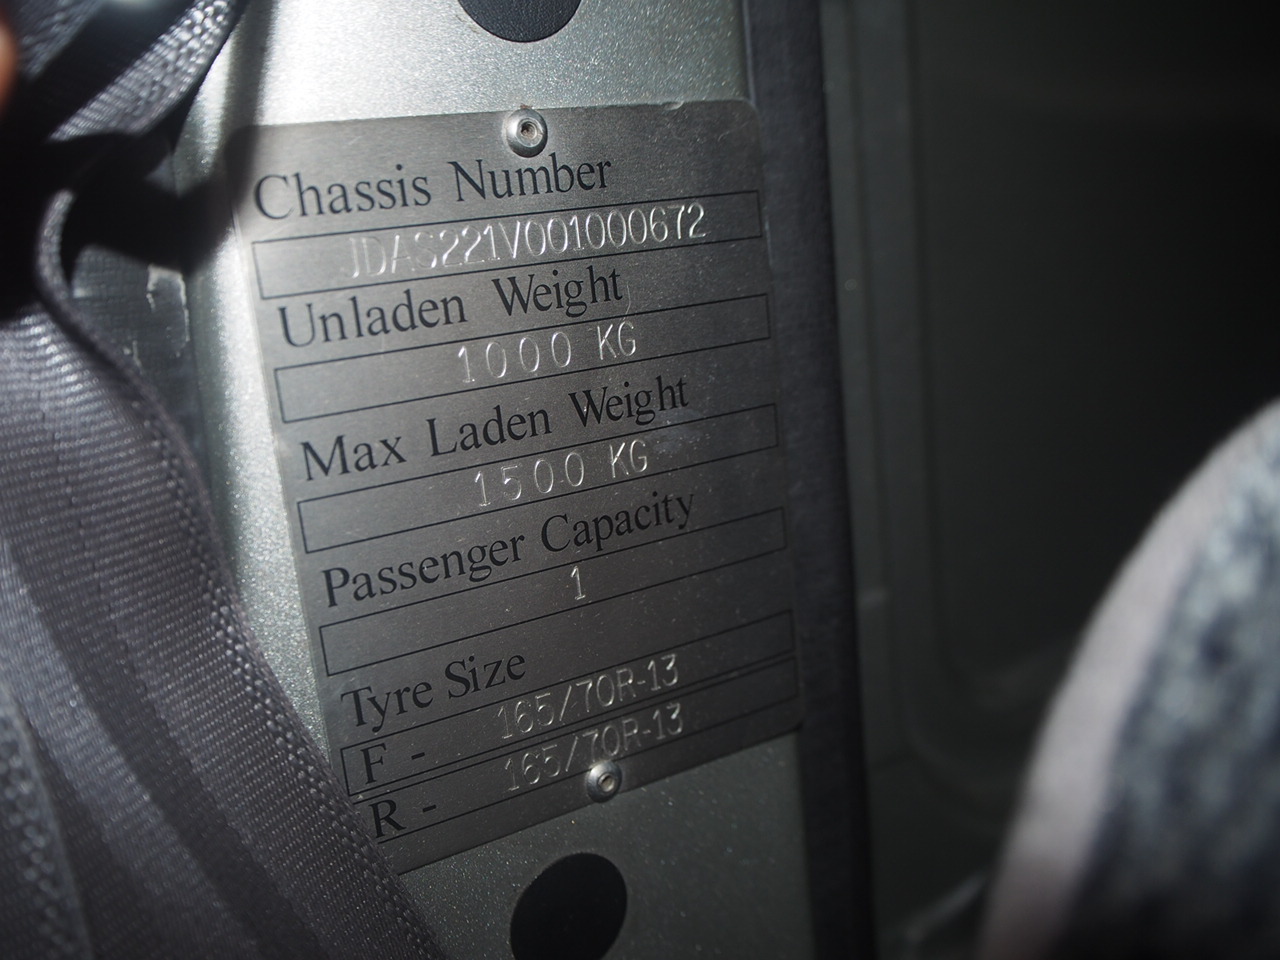 Chassis Number
JDAS221V001000672
Unladen Weight
1000 KG
Max Laden Weight
1500 KG
Passenger Capacity
1
Tyre Size
F - 165/70R-13
R - 165/70R-13